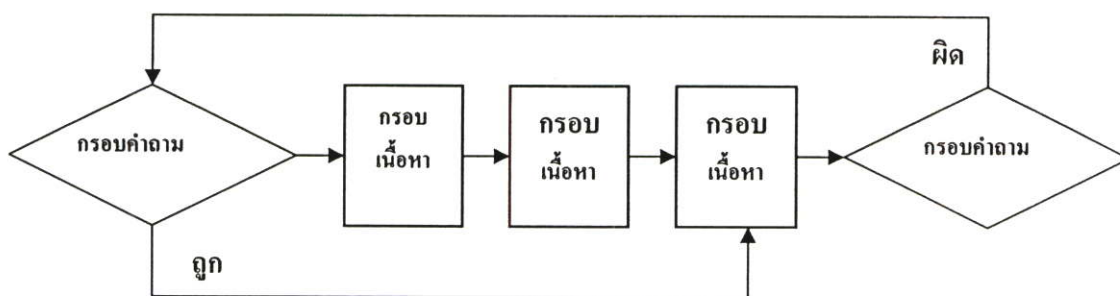 ผิด
กรอบคำถาม
กรอบ
เนื้อหา
กรอบ
เนื้อหา
กรอบ
เนื้อหา
กรอบคำถาม
ถูก